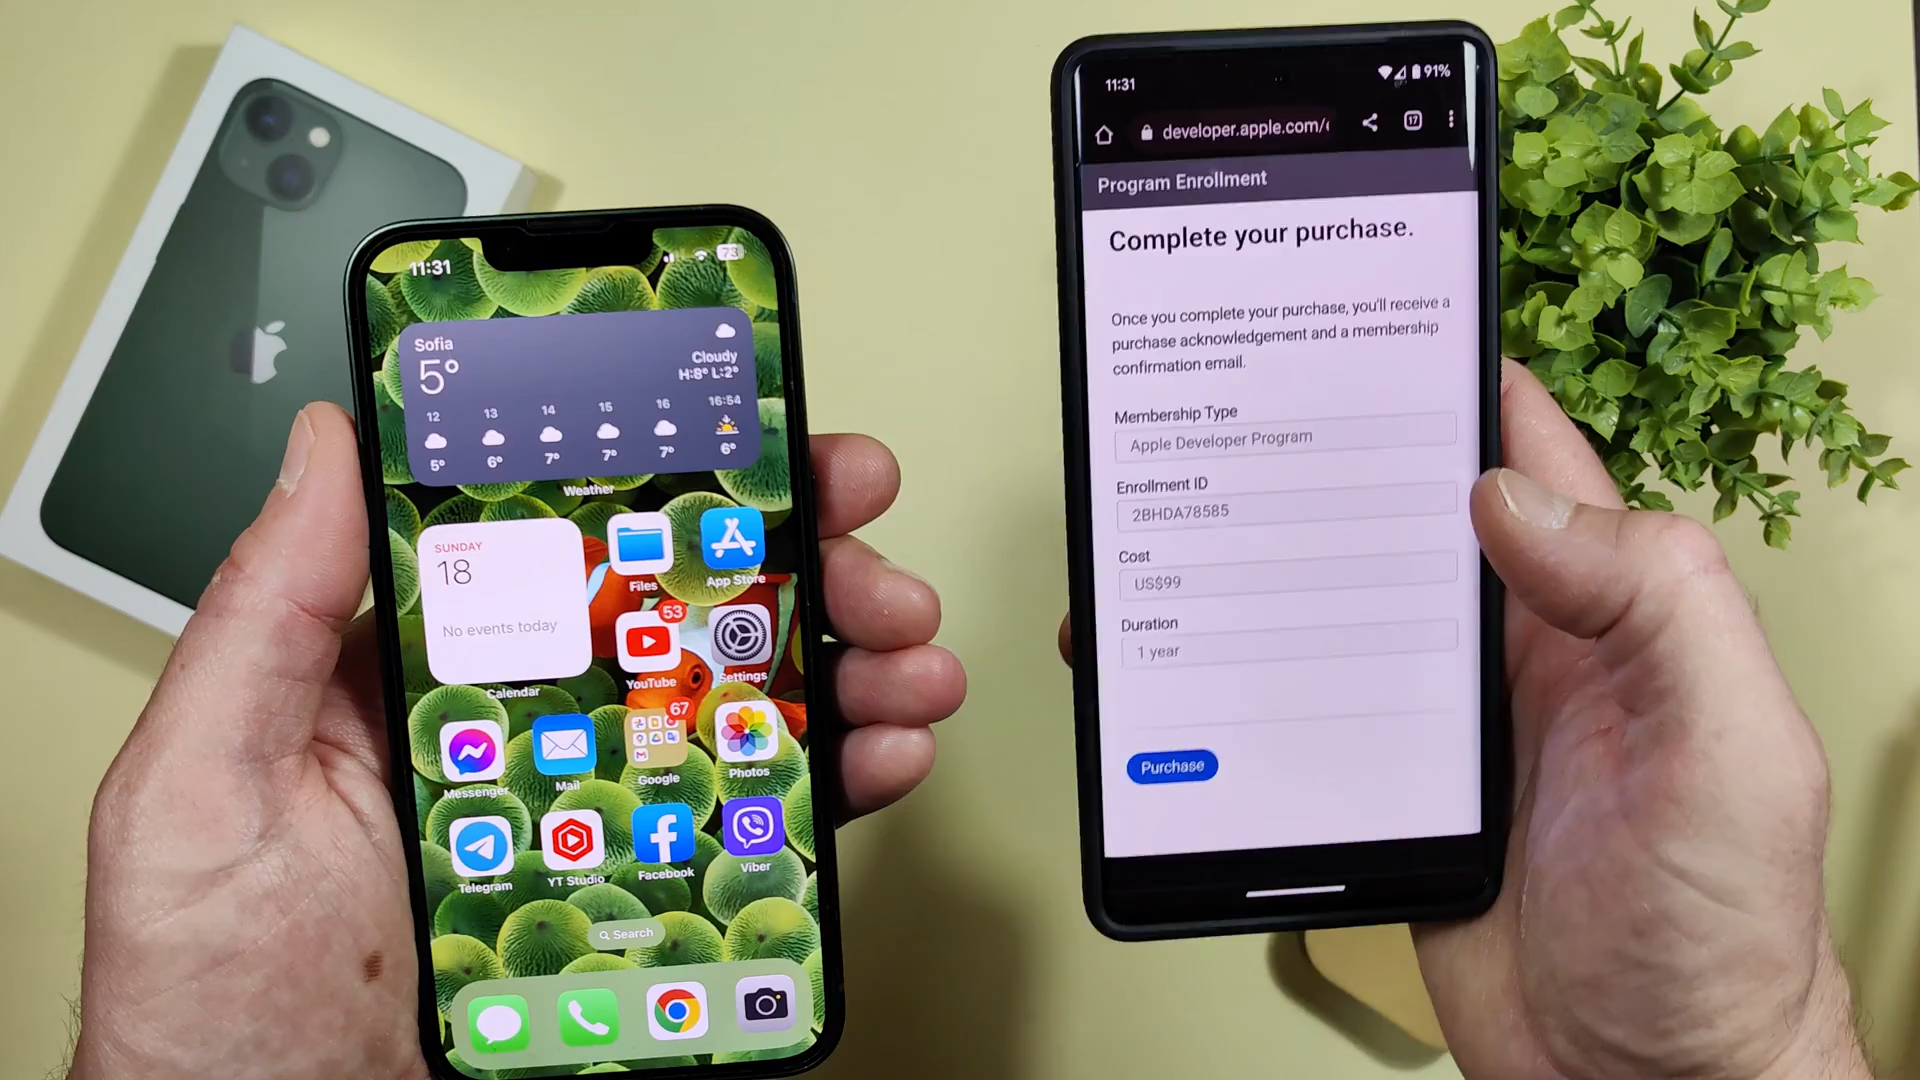 11:31
73
Sofia
5°
Cloudy
H:8° L:2°
12 13 14 15 16 16:54
5° 6° 7° 7° 7° 6°
Weather
SUNDAY
18
No events today
Calendar
Files
App Store
53
YouTube
Settings
67
Messenger
Mail
Google
Photos
Telegram
YT Studio
Facebook
Viber
Search
11:31
91%
developer.apple.com/
17
Program Enrollment
Complete your purchase.
Once you complete your purchase, you'll receive a
purchase acknowledgement and a membership
confirmation email.
Membership Type
Apple Developer Program
Enrollment ID
2BHDA78585
Cost
US$99
Duration
1 year
Purchase